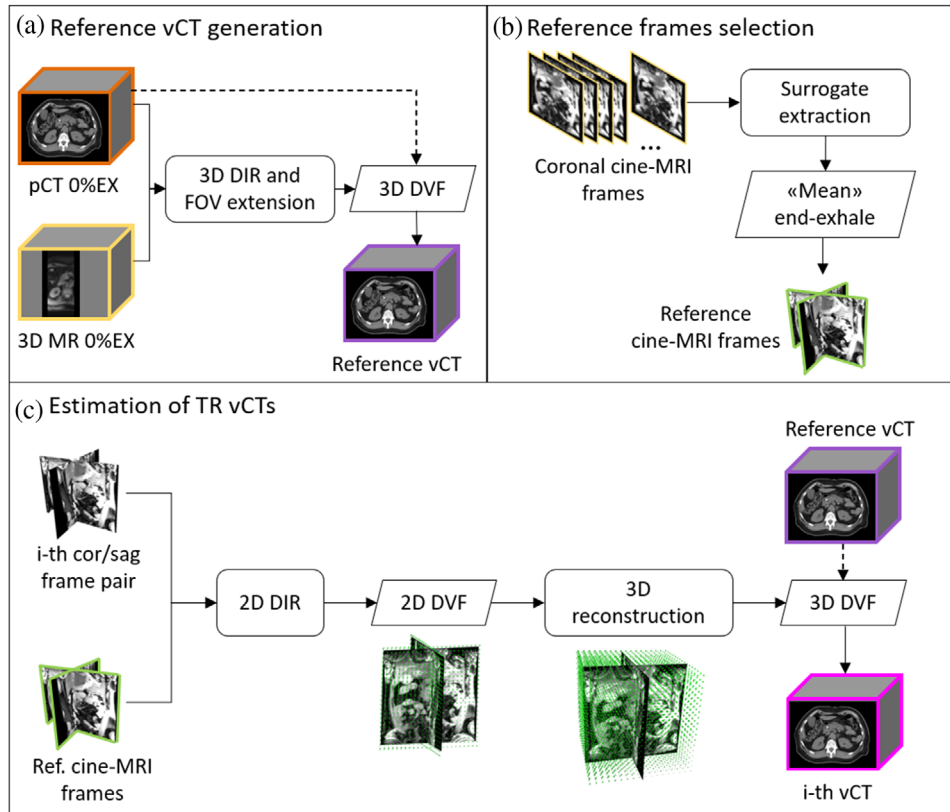 (a) Reference vCT generation
pCT 0%EX
3D MR 0%EX
3D DIR and
FOV extension
3D DVF
Reference vCT
(b) Reference frames selection
...
Coronal cine-MRI
frames
Surrogate
extraction
«Mean»
end-exhale
Reference
cine-MRI frames
(c) Estimation of TR vCTs
i-th cor/sag
frame pair
Ref. cine-MRI
frames
2D DIR
2D DVF
3D
reconstruction
Reference vCT
3D DVF
i-th vCT